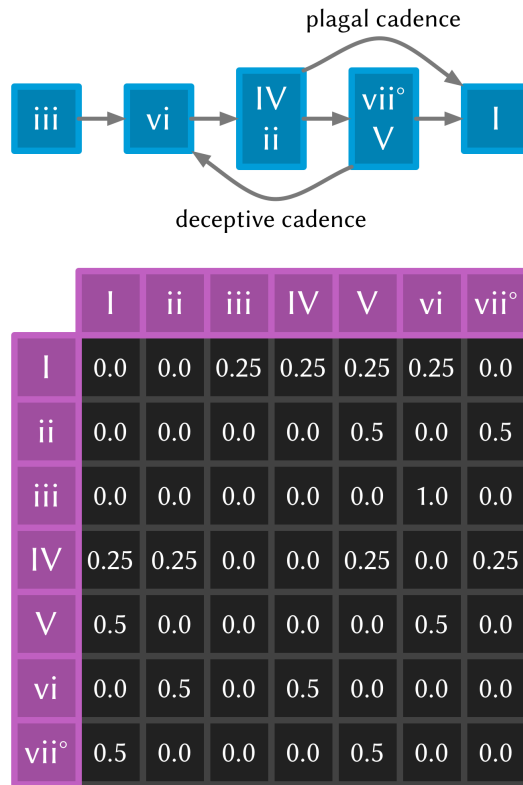 plagal cadence
iii vi IV ii vii° V I
deceptive cadence
I ii iii IV V vi vii°
I 0.0 0.0 0.25 0.25 0.25 0.25 0.0
ii 0.0 0.0 0.0 0.0 0.5 0.0 0.5
iii 0.0 0.0 0.0 0.0 0.0 1.0 0.0
IV 0.25 0.25 0.0 0.0 0.25 0.0 0.25
V 0.5 0.0 0.0 0.0 0.0 0.5 0.0
vi 0.0 0.5 0.0 0.5 0.0 0.0 0.0
vii° 0.5 0.0 0.0 0.0 0.5 0.0 0.0